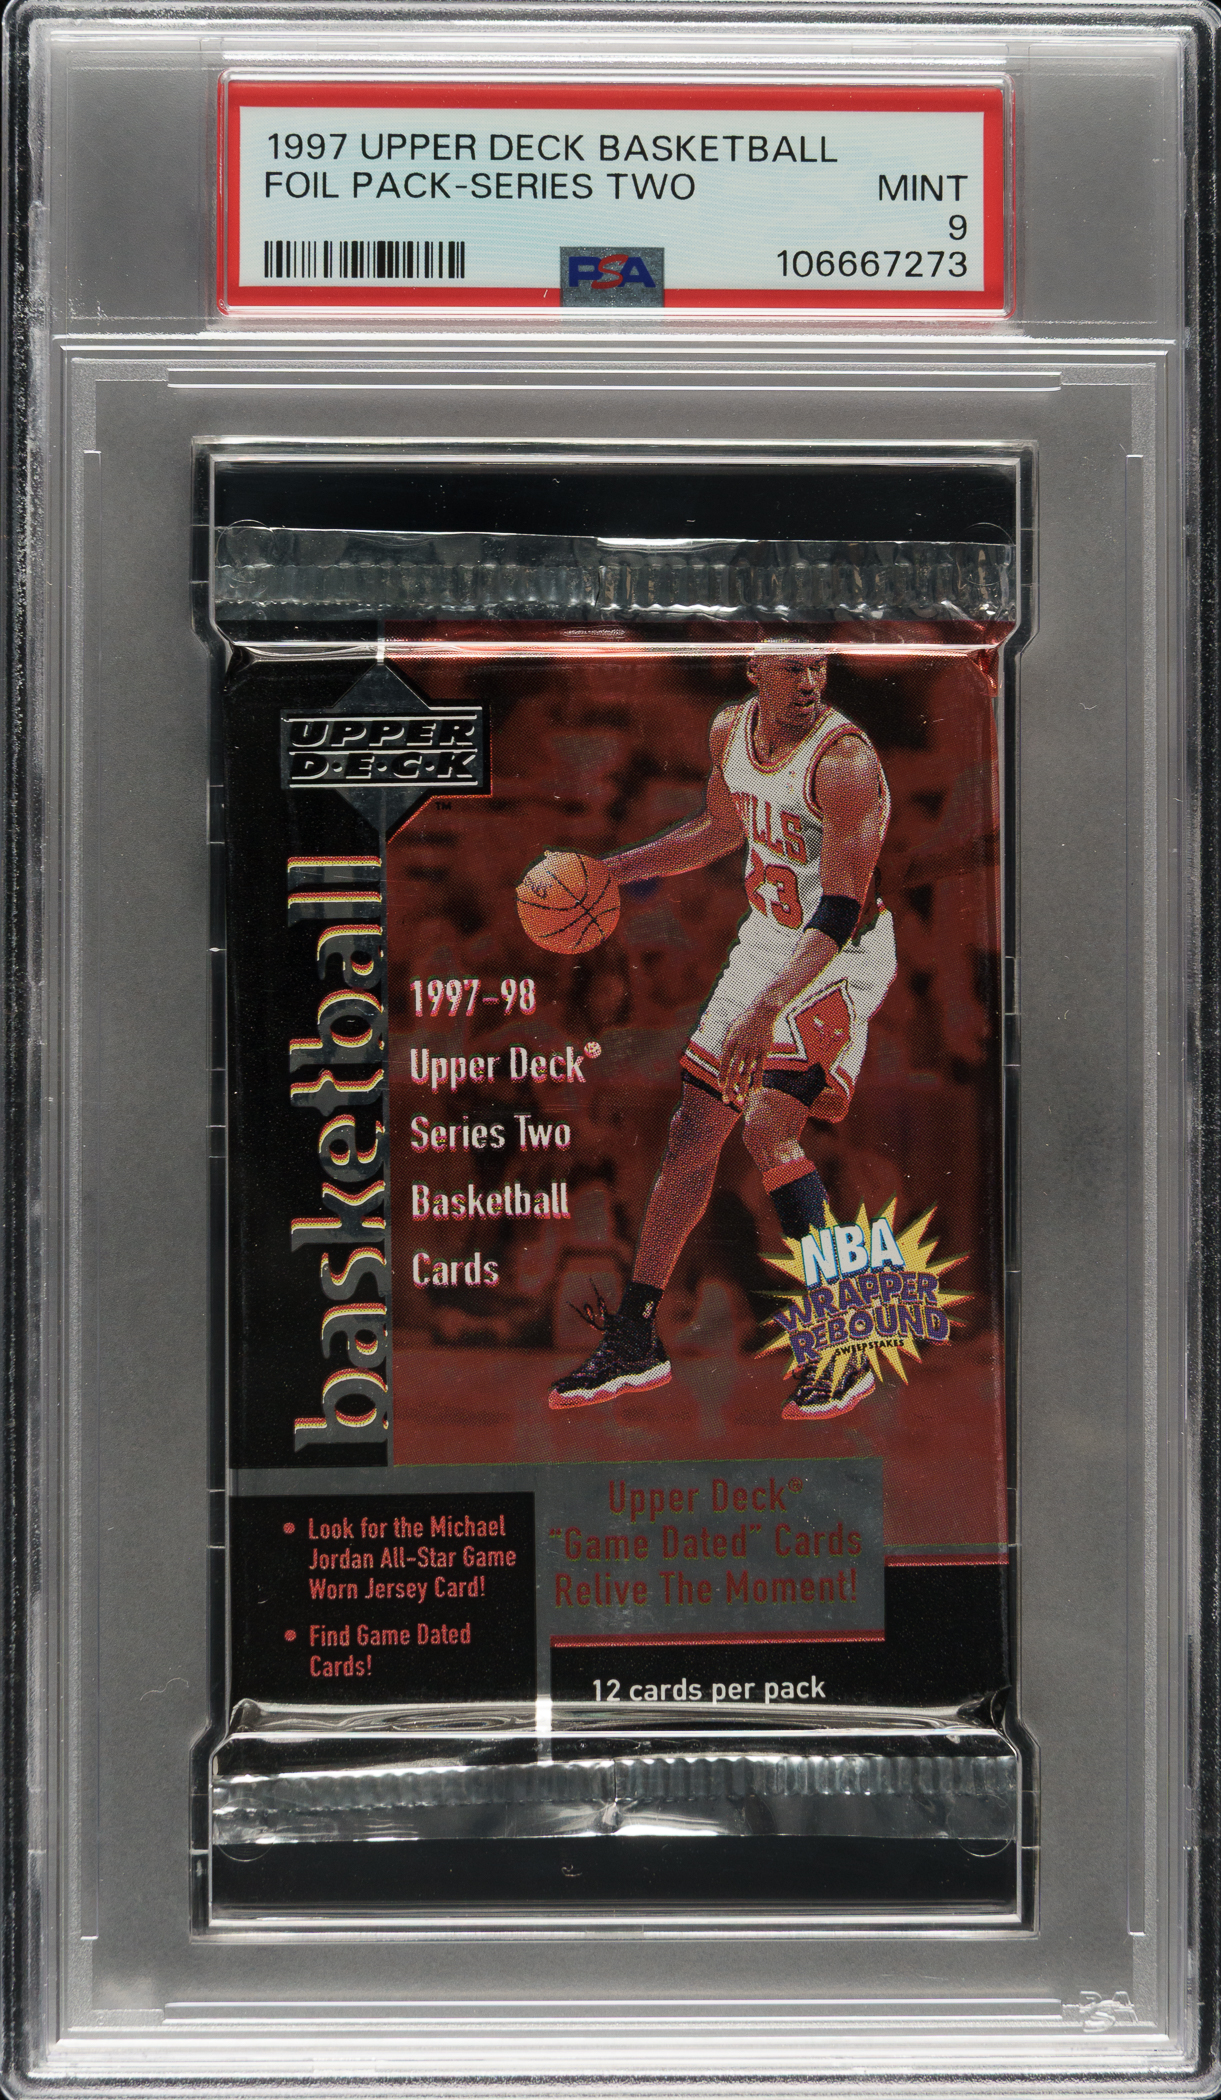 1997 UPPER DECK BASKETBALL
FOIL PACK-SERIES TWO
MINT
9
106667273
PSA
UPPER
D·E·C·K
TM
basketball
BULLS
23
1997-98
Upper Deck®
Series Two
Basketball
Cards
NBA
WRAPPER
REBOUND
SWEEPSTAKES
Upper Deck®
"Game Dated" Cards
Relive The Moment!
• Look for the Michael
Jordan All-Star Game
Worn Jersey Card!
• Find Game Dated
Cards!
12 cards per pack
PSA